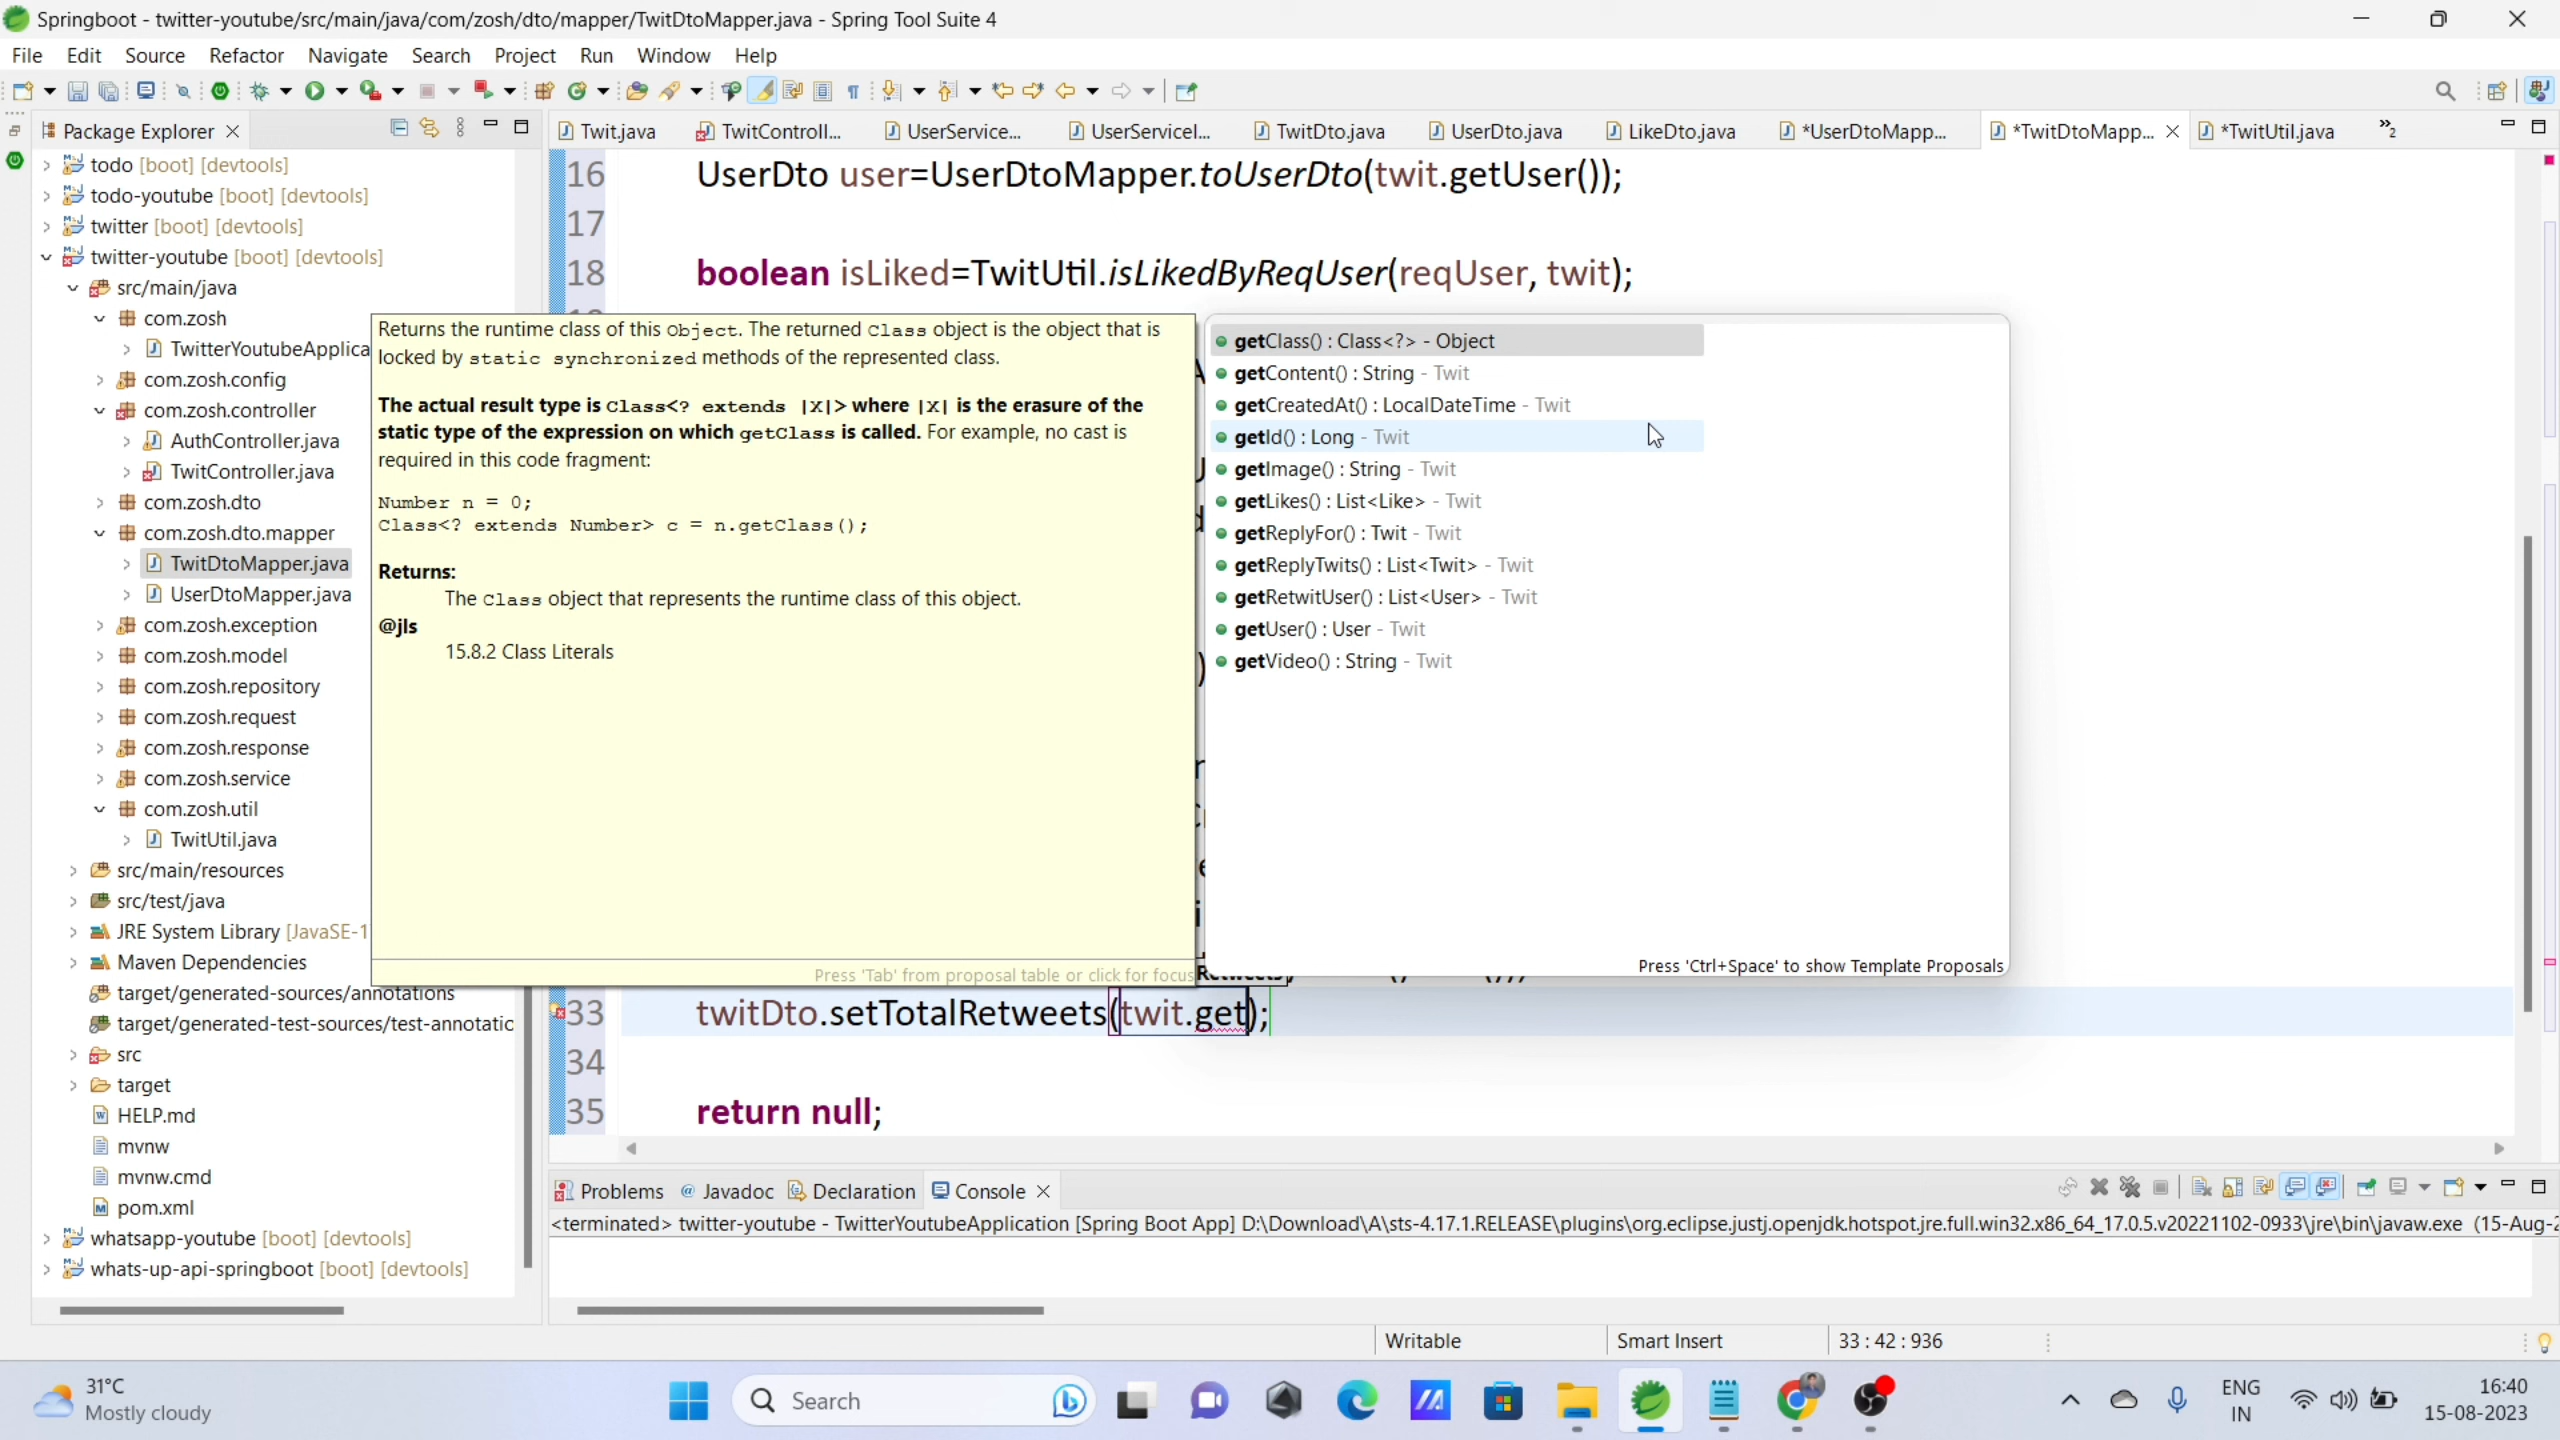 Springboot - twitter-youtube/src/main/java/com/zosh/dto/mapper/TwitDtoMapper.java - Spring Tool Suite 4
File Edit Source Refactor Navigate Search Project Run Window Help
Package Explorer
Twit.java TwitControll... UserService... UserServiceI... TwitDto.java UserDto.java LikeDto.java *UserDtoMapp... *TwitDtoMapp... *TwitUtil.java »2
todo [boot] [devtools]
todo-youtube [boot] [devtools]
twitter [boot] [devtools]
twitter-youtube [boot] [devtools]
src/main/java
com.zosh
TwitterYoutubeApplica
com.zosh.config
com.zosh.controller
AuthController.java
TwitController.java
com.zosh.dto
com.zosh.dto.mapper
TwitDtoMapper.java
UserDtoMapper.java
com.zosh.exception
com.zosh.model
com.zosh.repository
com.zosh.request
com.zosh.response
com.zosh.service
com.zosh.util
TwitUtil.java
src/main/resources
src/test/java
JRE System Library [JavaSE-1
Maven Dependencies
target/generated-sources/annotations
target/generated-test-sources/test-annotatic
src
target
HELP.md
mvnw
mvnw.cmd
pom.xml
whatsapp-youtube [boot] [devtools]
whats-up-api-springboot [boot] [devtools]
16 UserDto user=UserDtoMapper.toUserDto(twit.getUser());
17
18 boolean isLiked=TwitUtil.isLikedByReqUser(reqUser, twit);
Returns the runtime class of this Object. The returned Class object is the object that is
locked by static synchronized methods of the represented class.
The actual result type is Class<? extends |X|> where |X| is the erasure of the
static type of the expression on which getClass is called. For example, no cast is
required in this code fragment:
Number n = 0;
Class<? extends Number> c = n.getClass();
Returns:
The Class object that represents the runtime class of this object.
@jls
15.8.2 Class Literals
Press 'Tab' from proposal table or click for focus
getClass() : Class<?> - Object
getContent() : String - Twit
getCreatedAt() : LocalDateTime - Twit
getId() : Long - Twit
getImage() : String - Twit
getLikes() : List<Like> - Twit
getReplyFor() : Twit - Twit
getReplyTwits() : List<Twit> - Twit
getRetwitUser() : List<User> - Twit
getUser() : User - Twit
getVideo() : String - Twit
Press 'Ctrl+Space' to show Template Proposals
33 twitDto.setTotalRetweets(twit.get);
34
35 return null;
Problems Javadoc Declaration Console
<terminated> twitter-youtube - TwitterYoutubeApplication [Spring Boot App] D:\Download\A\sts-4.17.1.RELEASE\plugins\org.eclipse.justj.openjdk.hotspot.jre.full.win32.x86_64_17.0.5.v20221102-0933\jre\bin\javaw.exe (15-Aug-2
Writable Smart Insert 33 : 42 : 936
31°C
Mostly cloudy
Search
ENG
IN
16:40
15-08-2023